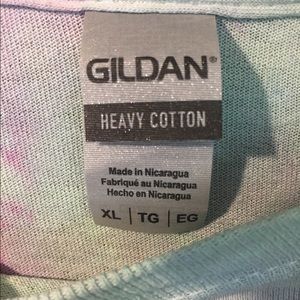 GILDAN®
HEAVY COTTON
Made in Nicaragua
Fabriqué au Nicaragua
Hecho en Nicaragua
XL | TG | EG